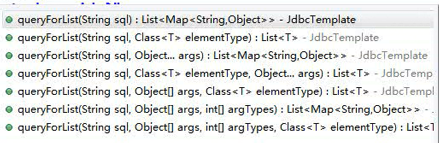 queryForList(String sql) : List<Map<String,Object>> - JdbcTemplate
queryForList(String sql, Class<T> elementType) : List<T> - JdbcTemplate
queryForList(String sql, Object... args) : List<Map<String,Object>> - JdbcTemplate
queryForList(String sql, Class<T> elementType, Object... args) : List<T> - JdbcTemp
queryForList(String sql, Object[] args, Class<T> elementType) : List<T> - JdbcTemp
queryForList(String sql, Object[] args, int[] argTypes) : List<Map<String,Object>> -
queryForList(String sql, Object[] args, int[] argTypes, Class<T> elementType) : List<T